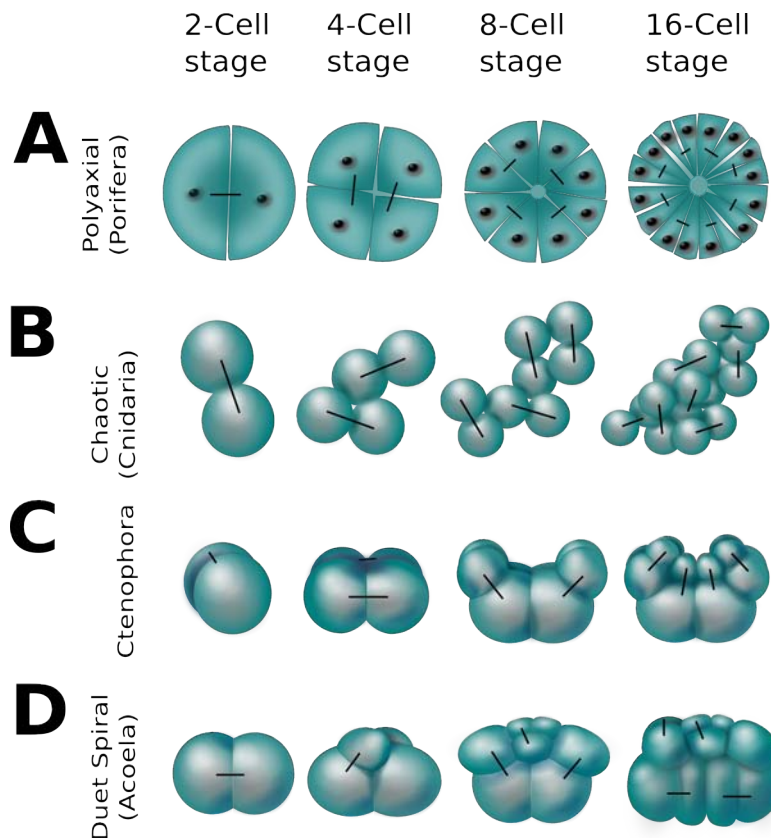 2-Cell
stage
4-Cell
stage
8-Cell
stage
16-Cell
stage
A
Polyaxial
(Porifera)
B
Chaotic
(Cnidaria)
C
Ctenophora
D
Duet Spiral
(Acoela)